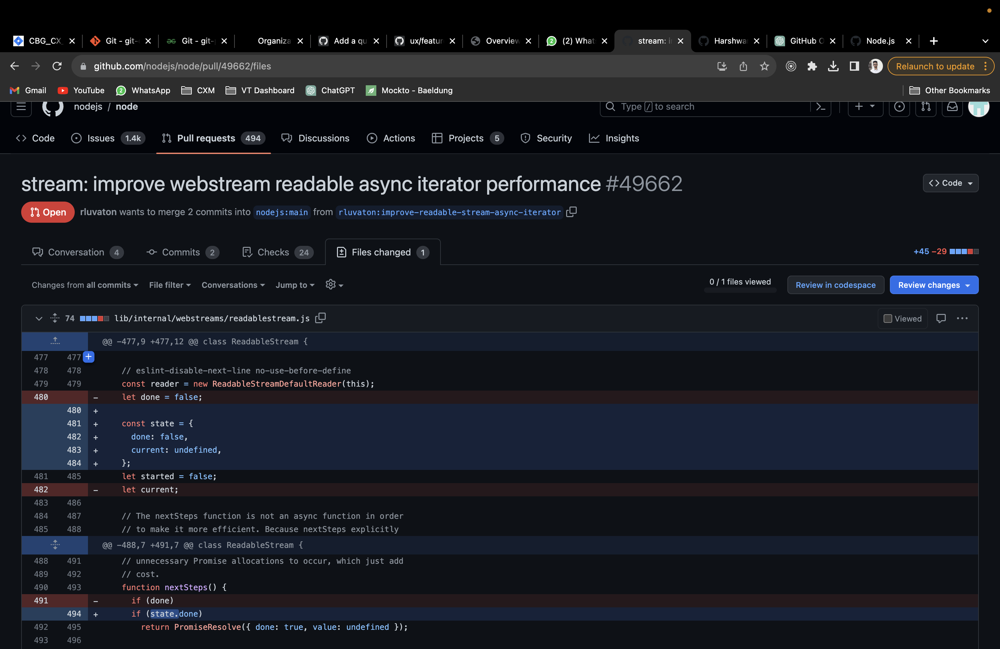 CBG_CX_ Git - git- Git - git- Organiza Add a qu ux/featur Overview (2) What stream: i Harshwa GitHub C Node.js
github.com/nodejs/node/pull/49662/files Relaunch to update
Gmail YouTube 2 WhatsApp CXM VT Dashboard ChatGPT Mockto - Baeldung Other Bookmarks
nodejs / node Type / to search
Code Issues 1.4k Pull requests 494 Discussions Actions Projects 5 Security Insights
stream: improve webstream readable async iterator performance #49662 Code
Open rluvaton wants to merge 2 commits into nodejs:main from rluvaton:improve-readable-stream-async-iterator
Conversation 4 Commits 2 Checks 24 Files changed 1 +45 −29
Changes from all commits File filter Conversations Jump to 0 / 1 files viewed Review in codespace Review changes
74 lib/internal/webstreams/readablestream.js Viewed
@@ -477,9 +477,12 @@ class ReadableStream {
477 477 +
478 478 // eslint-disable-next-line no-use-before-define
479 479 const reader = new ReadableStreamDefaultReader(this);
480 - let done = false;
480 +
481 + const state = {
482 + done: false,
483 + current: undefined,
484 + };
481 485 let started = false;
482 - let current;
483 486
484 487 // The nextSteps function is not an async function in order
485 488 // to make it more efficient. Because nextSteps explicitly
@@ -488,7 +491,7 @@ class ReadableStream {
488 491 // unnecessary Promise allocations to occur, which just add
489 492 // cost.
490 493 function nextSteps() {
491 - if (done)
494 + if (state.done)
492 495 return PromiseResolve({ done: true, value: undefined });
493 496